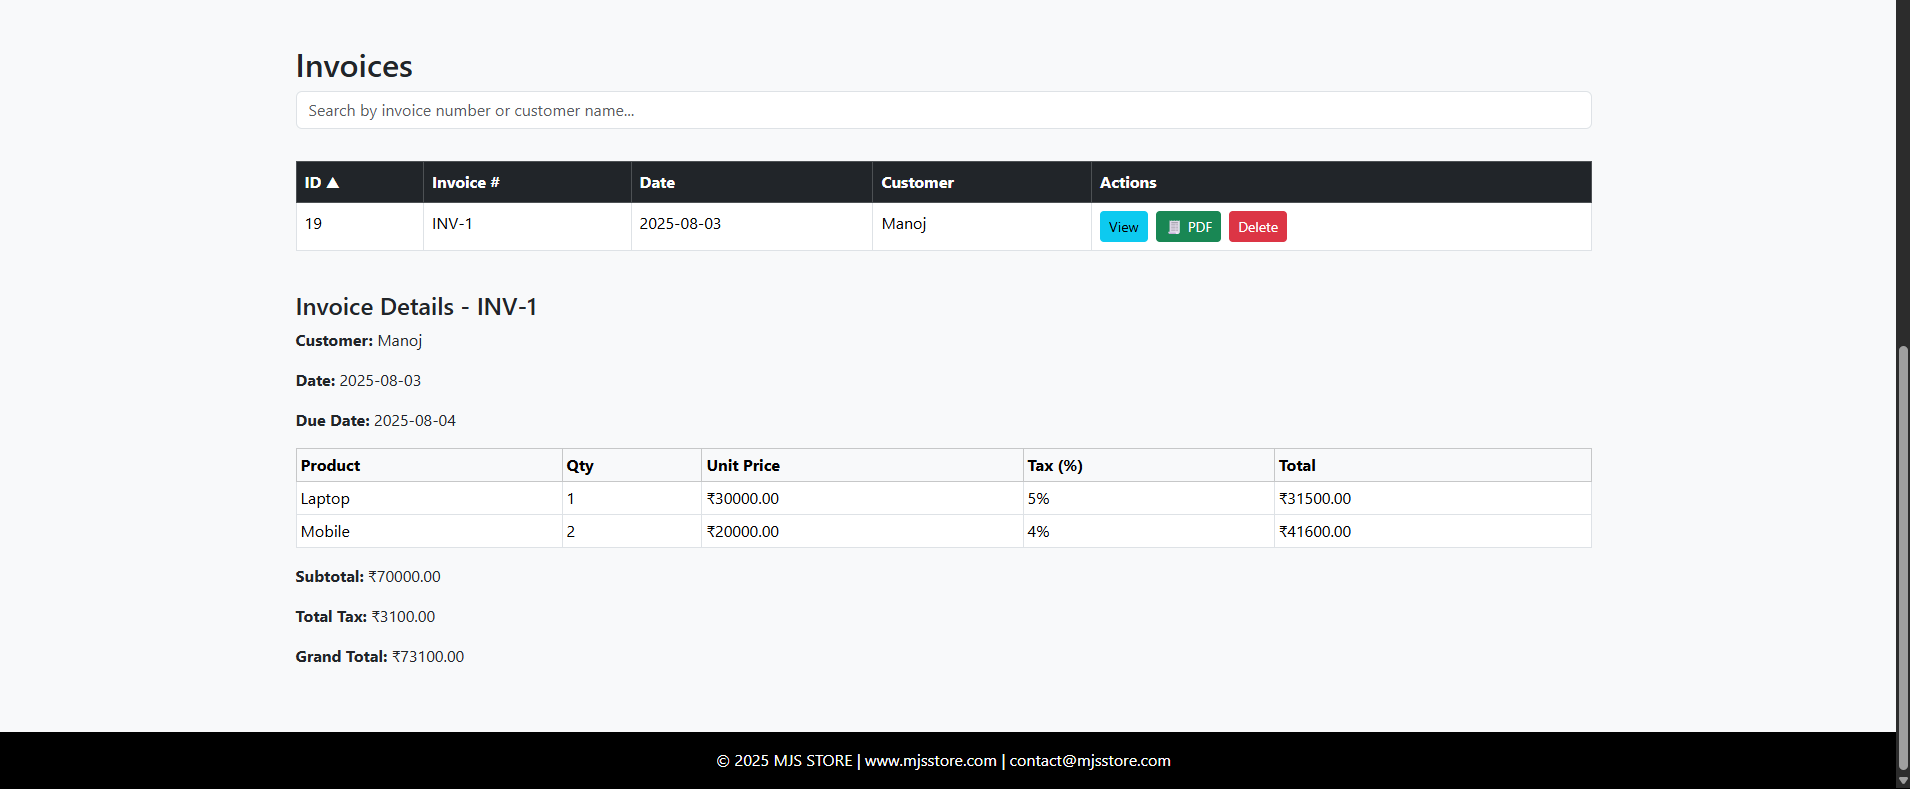 Invoices
Search by invoice number or customer name...
ID ▲ Invoice # Date Customer Actions
19 INV-1 2025-08-03 Manoj View PDF Delete
Invoice Details - INV-1
Customer: Manoj
Date: 2025-08-03
Due Date: 2025-08-04
Product Qty Unit Price Tax (%) Total
Laptop 1 ₹30000.00 5% ₹31500.00
Mobile 2 ₹20000.00 4% ₹41600.00
Subtotal: ₹70000.00
Total Tax: ₹3100.00
Grand Total: ₹73100.00
© 2025 MJS STORE | www.mjsstore.com | contact@mjsstore.com